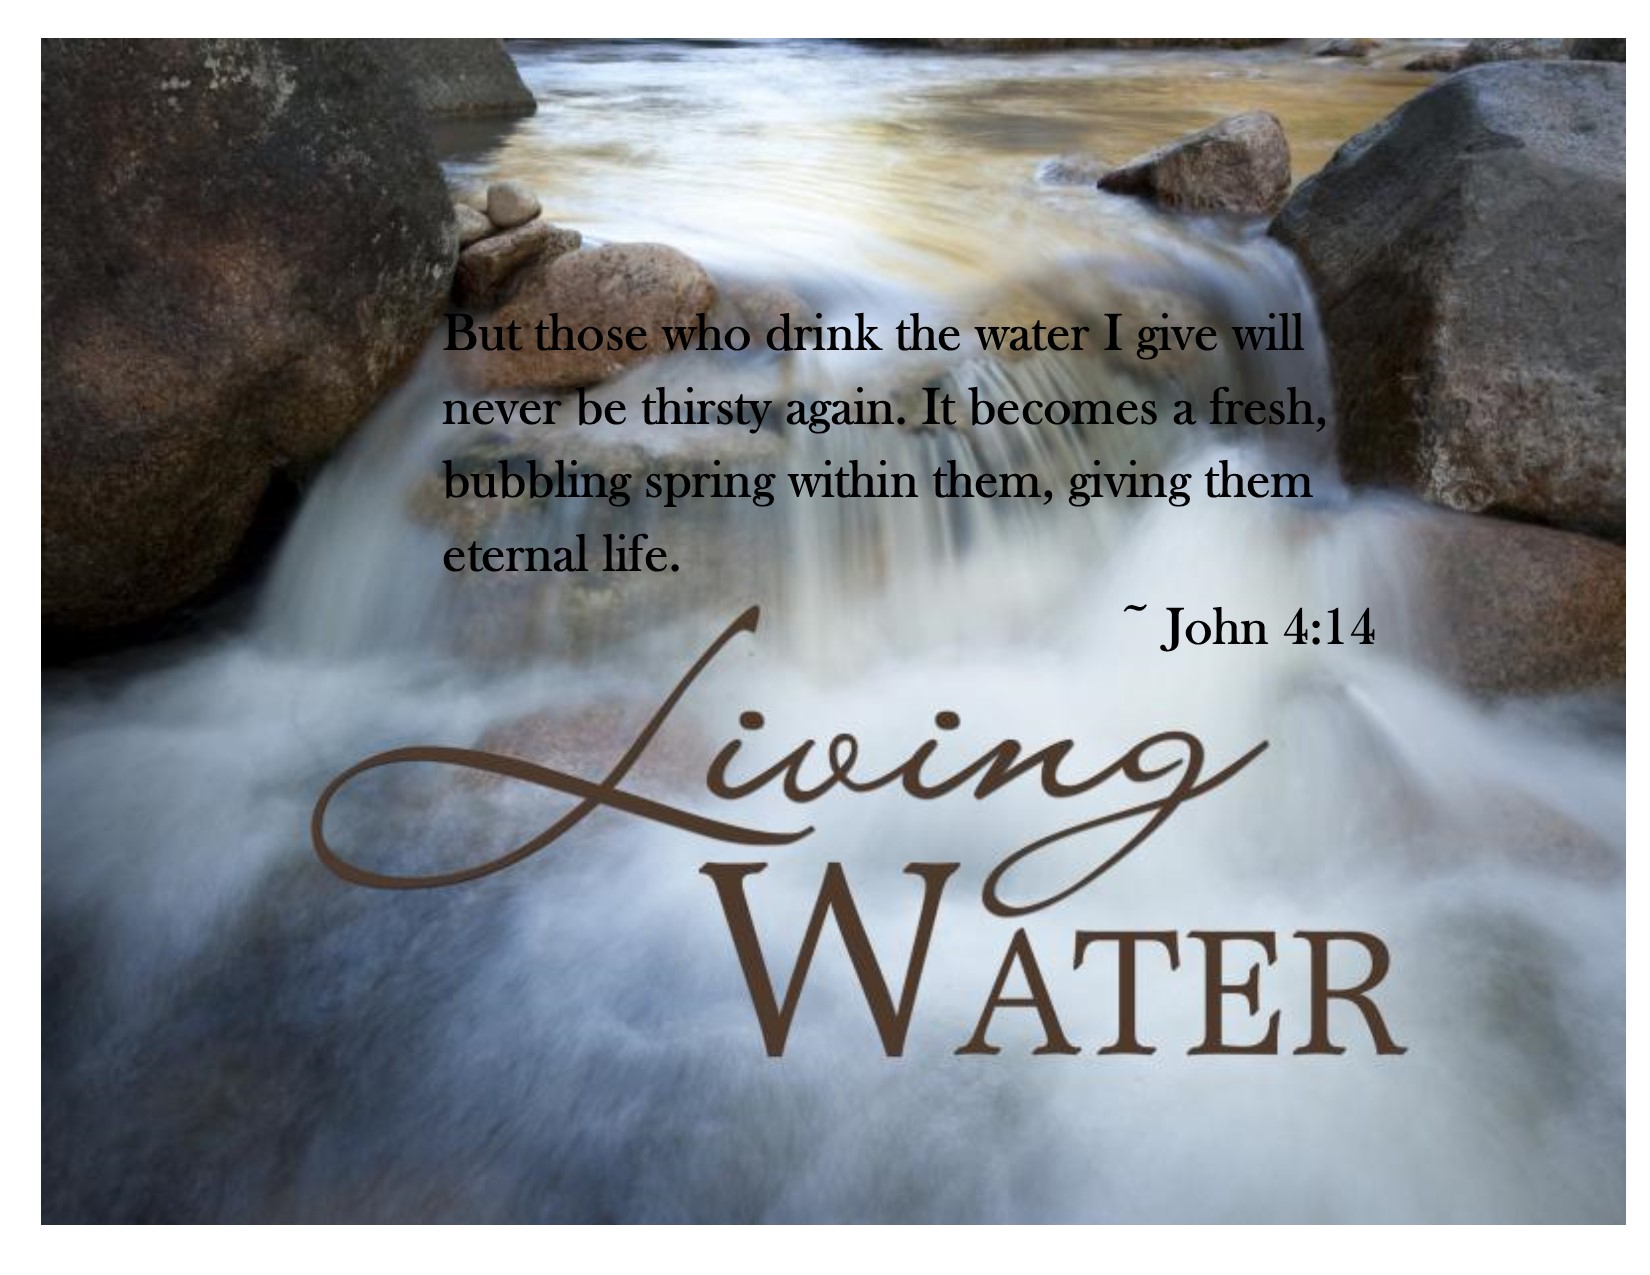 But those who drink the water I give will
never be thirsty again. It becomes a fresh,
bubbling spring within them, giving them
eternal life.
~ John 4:14
Living
WATER